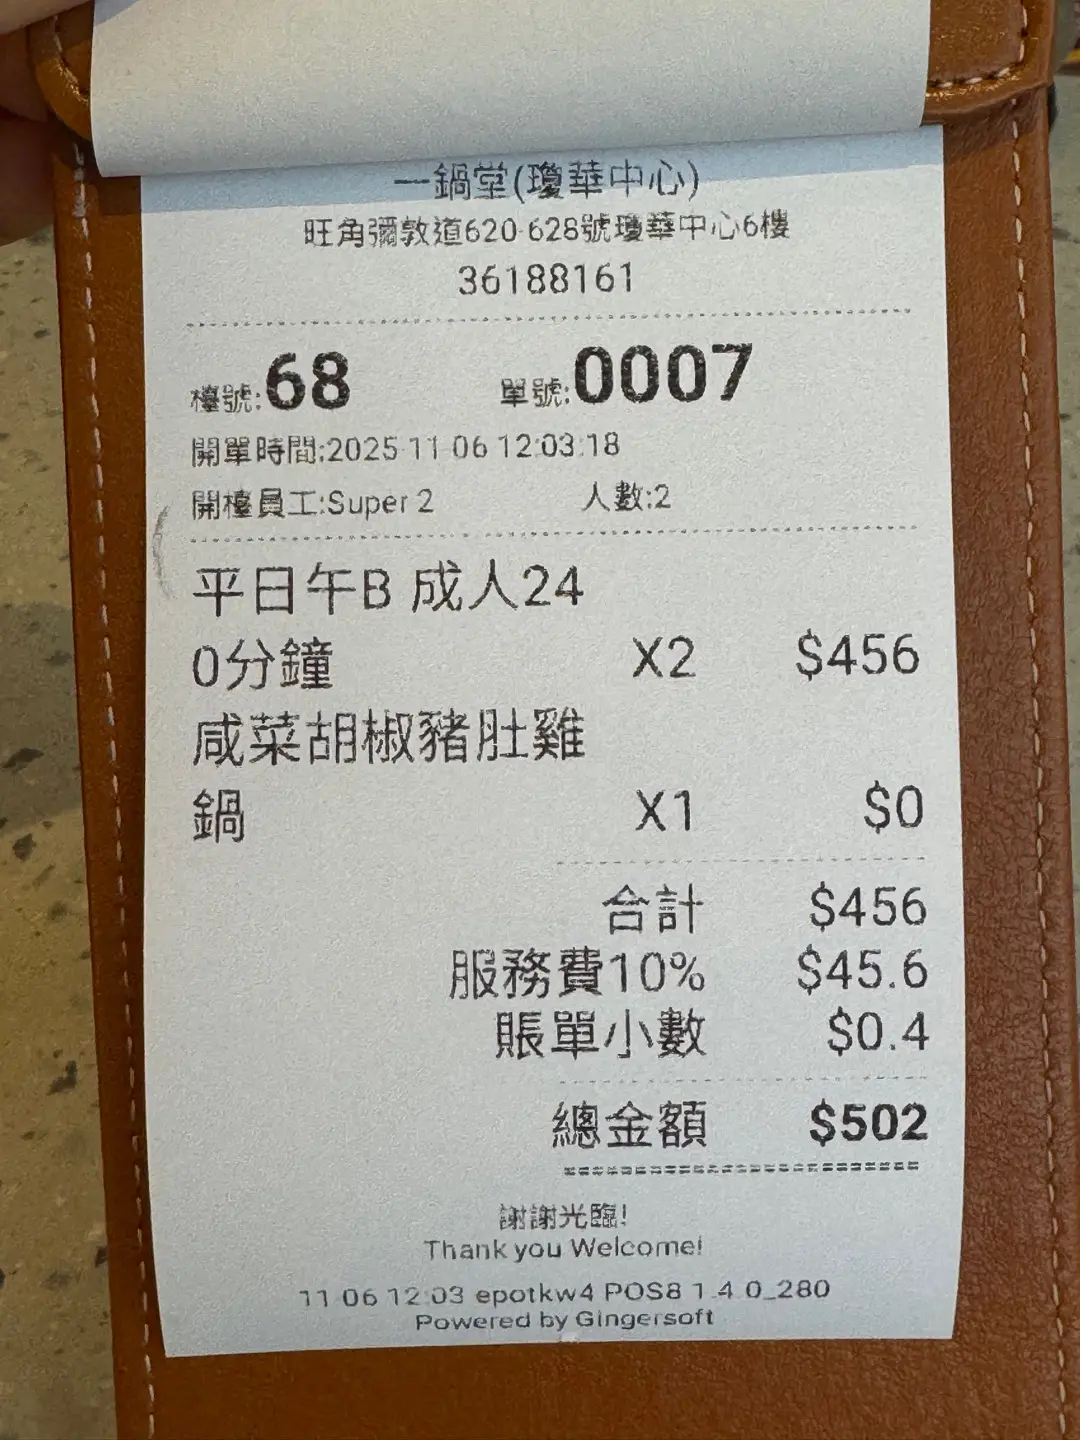 一鍋堂(瓊華中心)
旺角彌敦道620-628號瓊華中心6樓
36188161
檯號:68 單號:0007
開單時間:2025-11-06 12:03:18
開檯員工:Super 2 人數:2
平日午B 成人24
0分鐘 X2 $456
咸菜胡椒豬肚雞
鍋 X1 $0
合計 $456
服務費10% $45.6
賬單小數 $0.4
總金額 $502
謝謝光臨!
Thank you Welcome!
11-06 12:03 epotkw4 POS8 1.4.0_280
Powered by Gingersoft